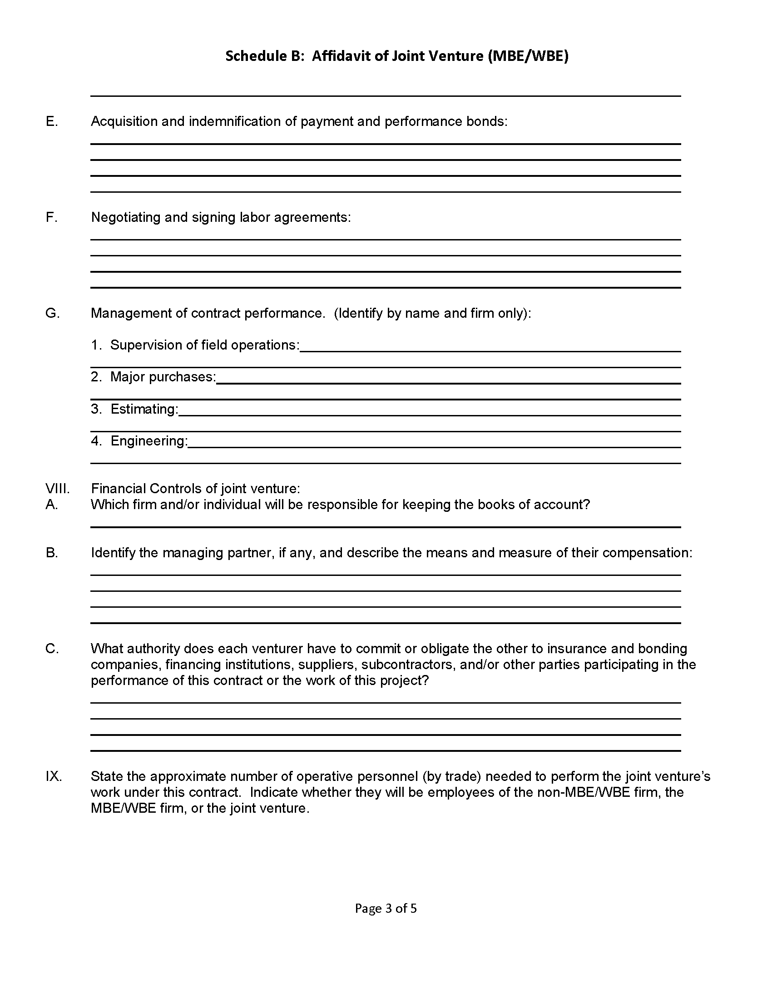 Schedule B:  Affidavit of Joint Venture (MBE/WBE)
E. Acquisition and indemnification of payment and performance bonds:
F. Negotiating and signing labor agreements:
G. Management of contract performance.  (Identify by name and firm only):
1.  Supervision of field operations:
2.  Major purchases:
3.  Estimating:
4.  Engineering:
VIII. Financial Controls of joint venture:
A. Which firm and/or individual will be responsible for keeping the books of account?
B. Identify the managing partner, if any, and describe the means and measure of their compensation:
C. What authority does each venturer have to commit or obligate the other to insurance and bonding
companies, financing institutions, suppliers, subcontractors, and/or other parties participating in the
performance of this contract or the work of this project?
IX. State the approximate number of operative personnel (by trade) needed to perform the joint venture’s
work under this contract.  Indicate whether they will be employees of the non-MBE/WBE firm, the
MBE/WBE firm, or the joint venture.
Page 3 of 5